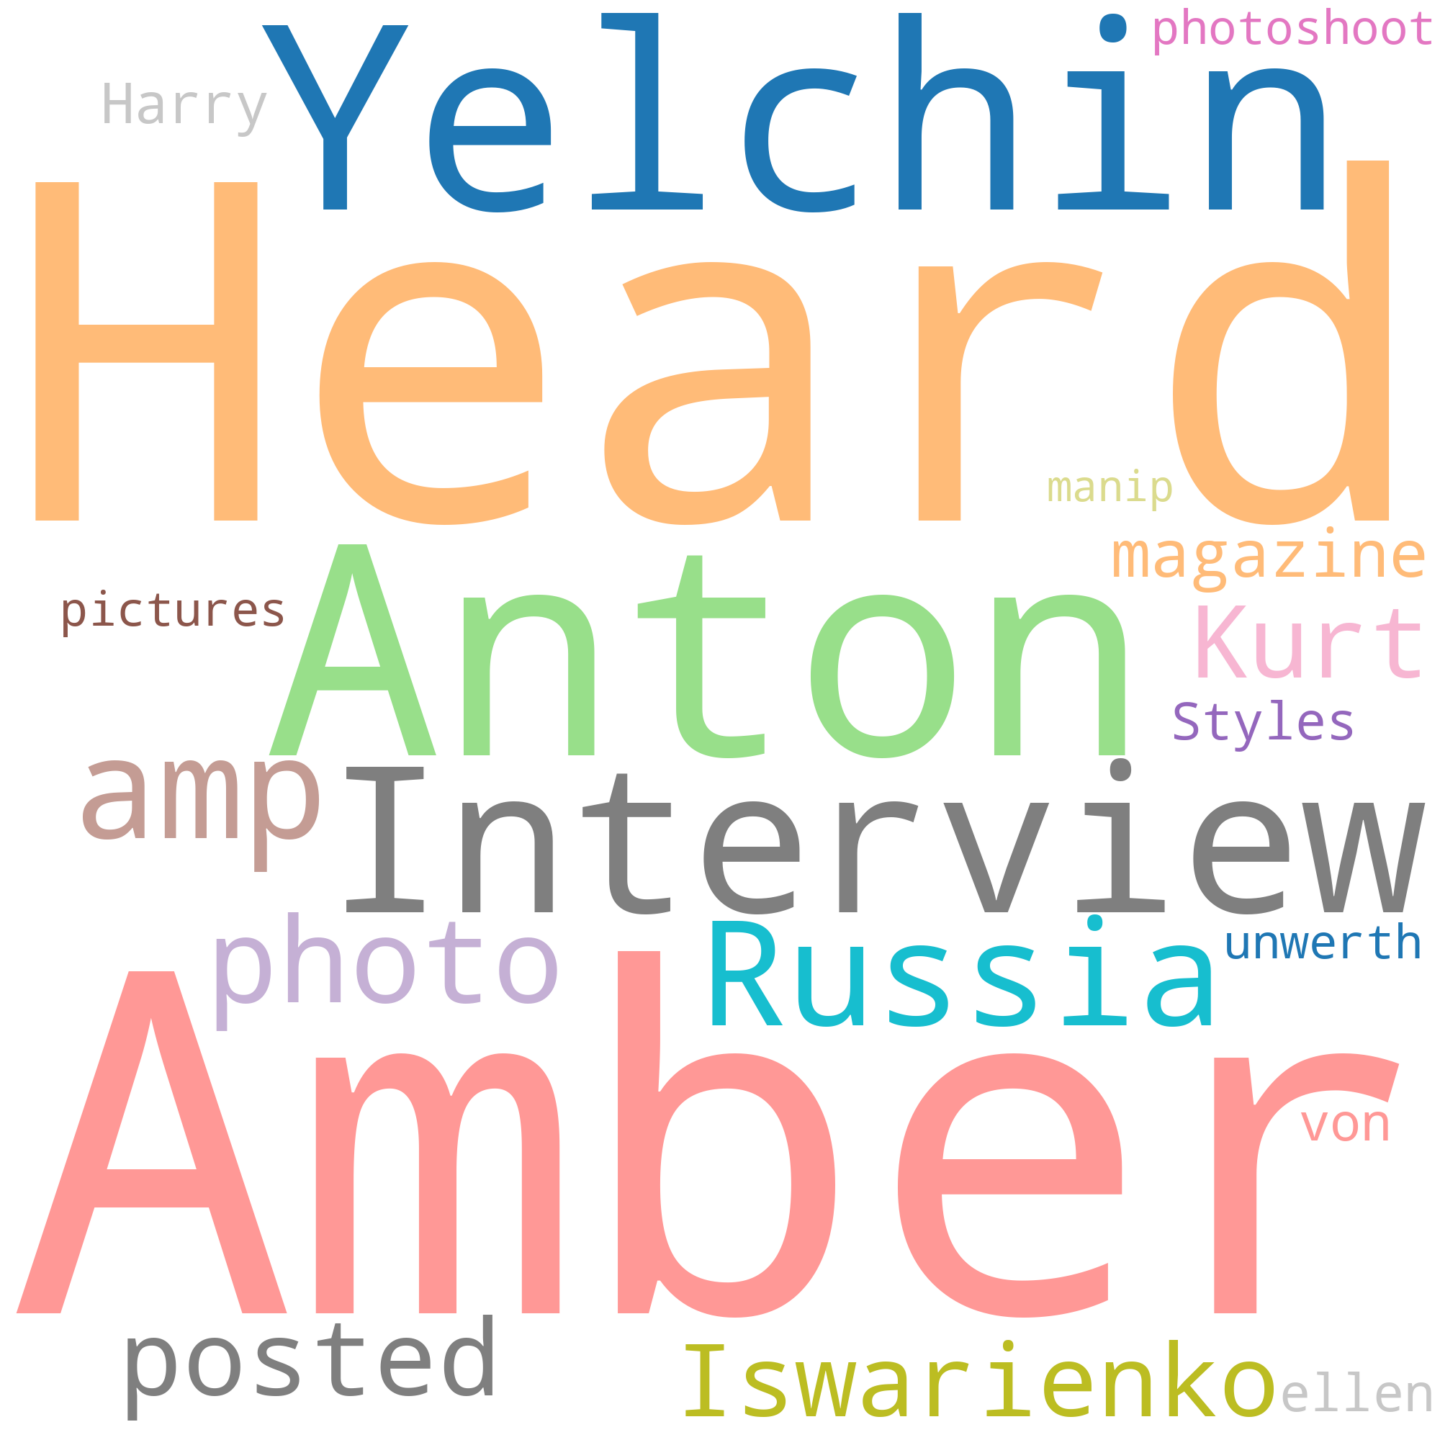 photoshoot
Harry Yelchin
Heard
manip
magazine
pictures Anton Kurt
Styles
amp Interview
photo Russia unwerth
Amber
von
posted Iswarienko ellen